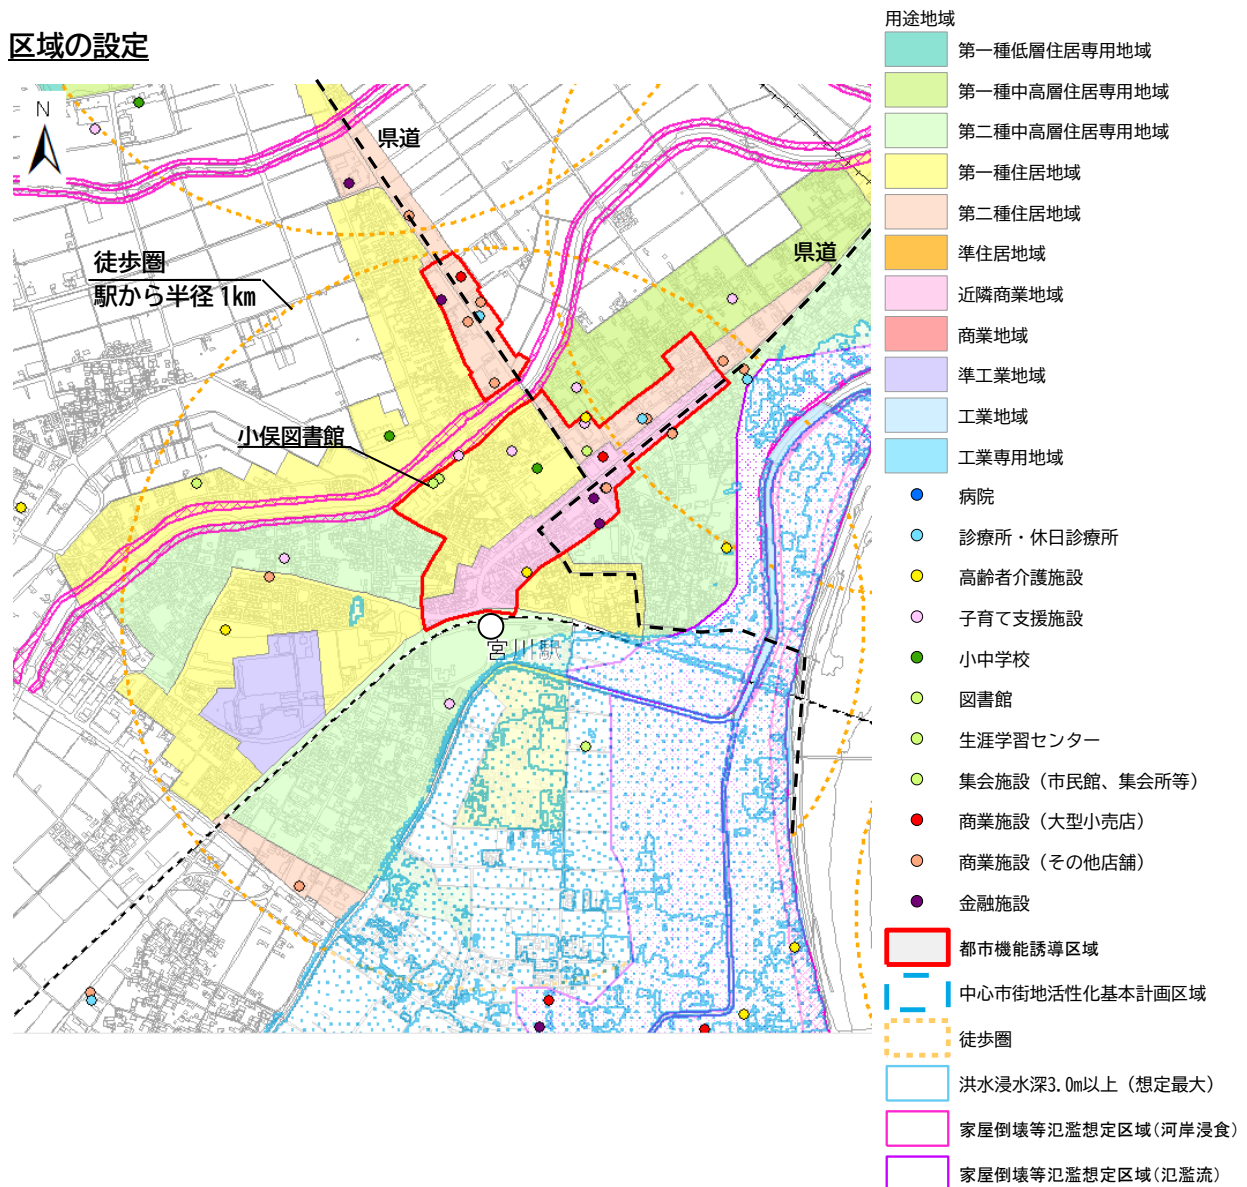 区域の設定
N
県道
県道
徒歩圏
駅から半径 1km
小俣図書館
宮川駅
用途地域
第一種低層住居専用地域
第一種中高層住居専用地域
第二種中高層住居専用地域
第一種住居地域
第二種住居地域
準住居地域
近隣商業地域
商業地域
準工業地域
工業地域
工業専用地域
病院
診療所・休日診療所
高齢者介護施設
子育て支援施設
小中学校
図書館
生涯学習センター
集会施設（市民館、集会所等）
商業施設（大型小売店）
商業施設（その他店舗）
金融施設
都市機能誘導区域
中心市街地活性化基本計画区域
徒歩圏
洪水浸水深3.0m以上（想定最大）
家屋倒壊等氾濫想定区域(河岸浸食)
家屋倒壊等氾濫想定区域(氾濫流)